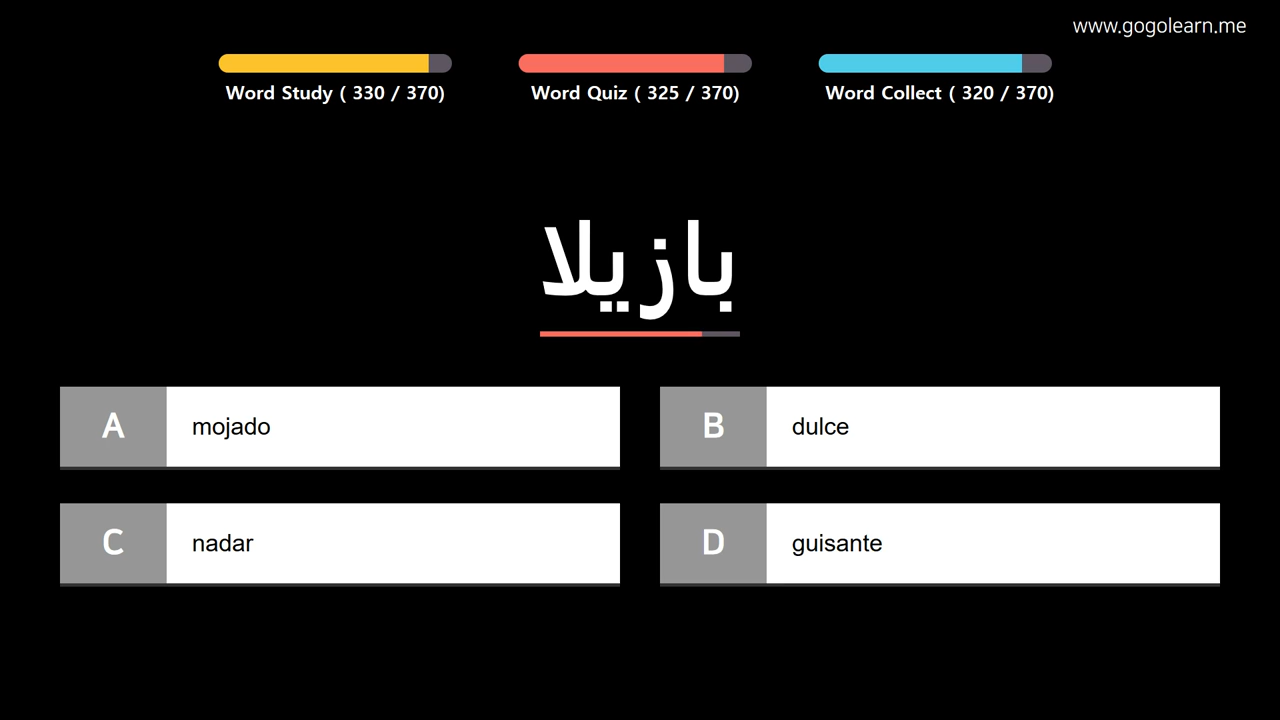 www.gogolearn.me
Word Study ( 330 / 370)
Word Quiz ( 325 / 370)
Word Collect ( 320 / 370)
بازيلا
A
mojado
B
dulce
C
nadar
D
guisante